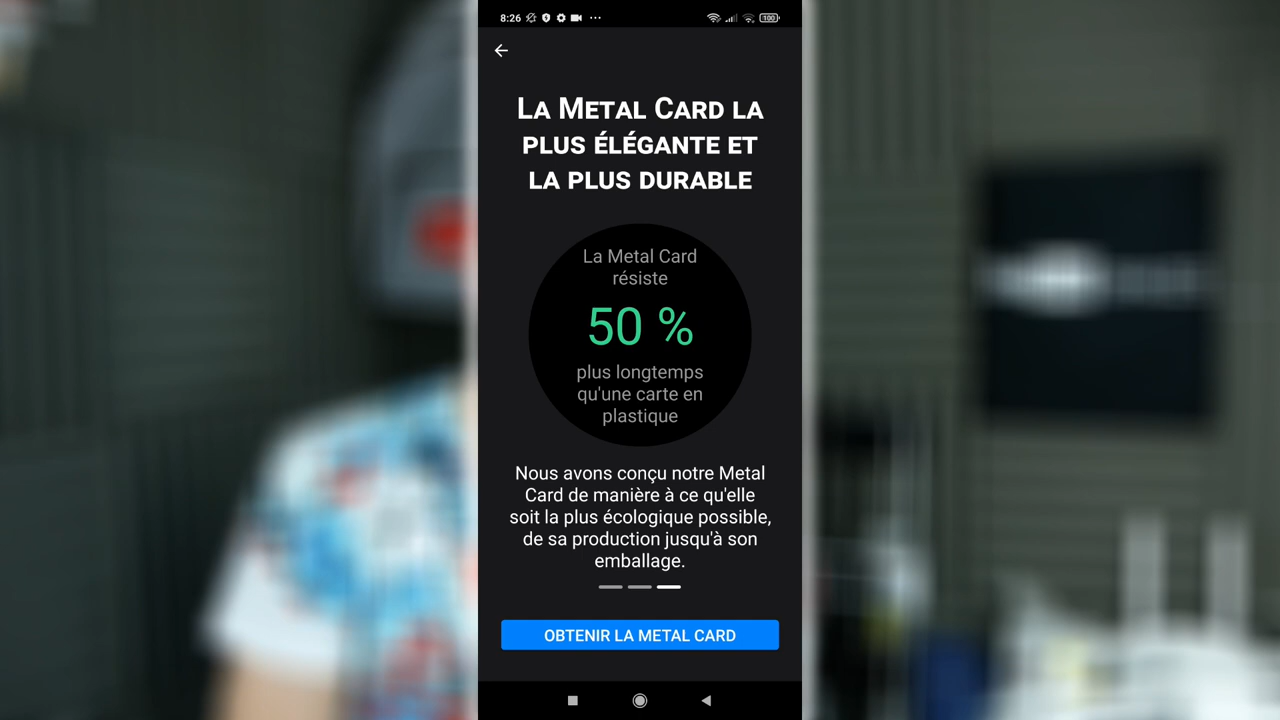 8:26
100
LA METAL CARD LA
PLUS ÉLÉGANTE ET
LA PLUS DURABLE
La Metal Card
résiste
50 %
plus longtemps
qu'une carte en
plastique
Nous avons conçu notre Metal
Card de manière à ce qu'elle
soit la plus écologique possible,
de sa production jusqu'à son
emballage.
OBTENIR LA METAL CARD